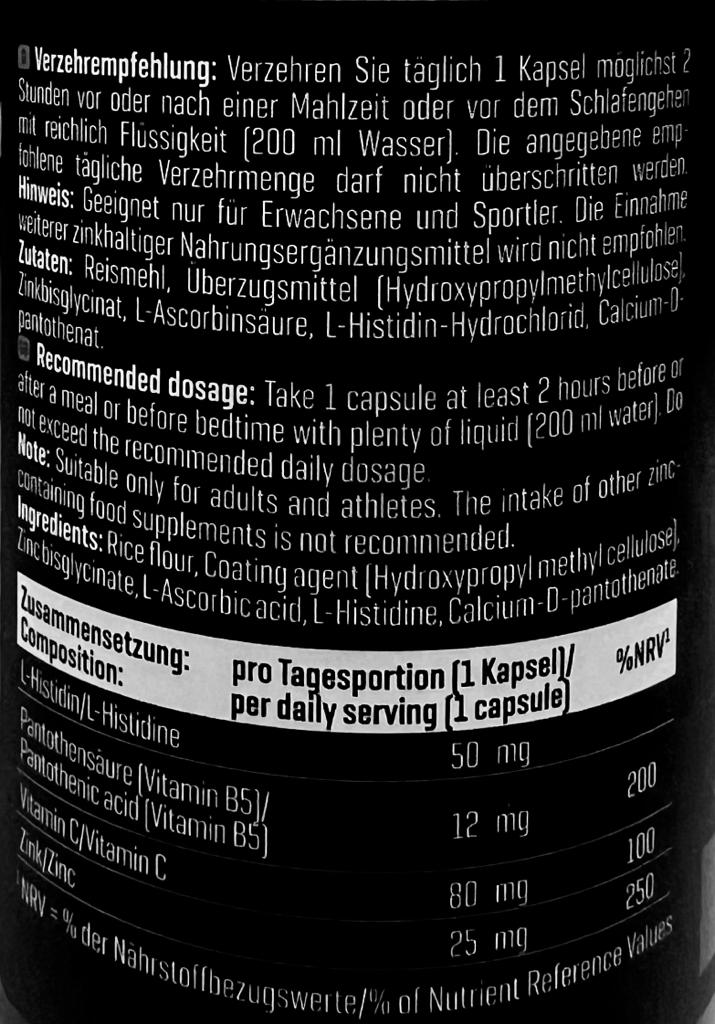 Verzehrempfehlung: Verzehren Sie täglich 1 Kapsel möglichst 2
Stunden vor oder nach einer Mahlzeit oder vor dem Schlafengehen
mit reichlich Flüssigkeit (200 ml Wasser). Die angegebene emp-
fohlene tägliche Verzehrmenge darf nicht überschritten werden.
Hinweis: Geeignet nur für Erwachsene und Sportler. Die Einnahme
weiterer zinkhaltiger Nahrungsergänzungsmittel wird nicht empfohlen.
Zutaten: Reismehl, Überzugsmittel (Hydroxypropylmethylcellulose),
Zinkbisglycinat, L-Ascorbinsäure, L-Histidin-Hydrochlorid, Calcium-D-
pantothenat.
Recommended dosage: Take 1 capsule at least 2 hours before or
after a meal or before bedtime with plenty of liquid (200 ml water). Do
not exceed the recommended daily dosage.
Note: Suitable only for adults and athletes. The intake of other zinc-
containing food supplements is not recommended.
Ingredients: Rice flour, Coating agent (Hydroxypropyl methyl cellulose),
Zinc bisglycinate, L-Ascorbic acid, L-Histidine, Calcium-D-pantothenate.
Zusammensetzung: pro Tagesportion (1 Kapsel)/ %NRV¹
Composition: per daily serving (1 capsule)
L-Histidin/L-Histidine 50 mg
Pantothensäure (Vitamin B5)/
Pantothenic acid (Vitamin B5) 12 mg 200
Vitamin C/Vitamin C 80 mg 100
Zink/Zinc 25 mg 250
¹NRV = % der Nährstoffbezugswerte/% of Nutrient Reference Values